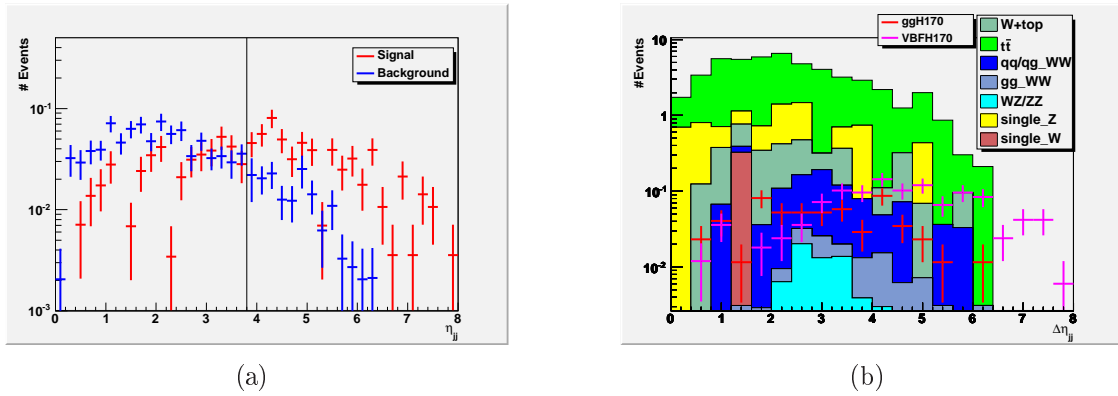 # Events
10⁻¹
10⁻²
10⁻³
Signal
Background
0 1 2 3 4 5 6 7 8
η_jj
(a)
#Events
10
1
10⁻¹
10⁻²
ggH170
VBFH170
W+top
tt̄
qq/qg_WW
gg_WW
WZ/ZZ
single_Z
single_W
0 1 2 3 4 5 6 7 8
Δη_jj
(b)